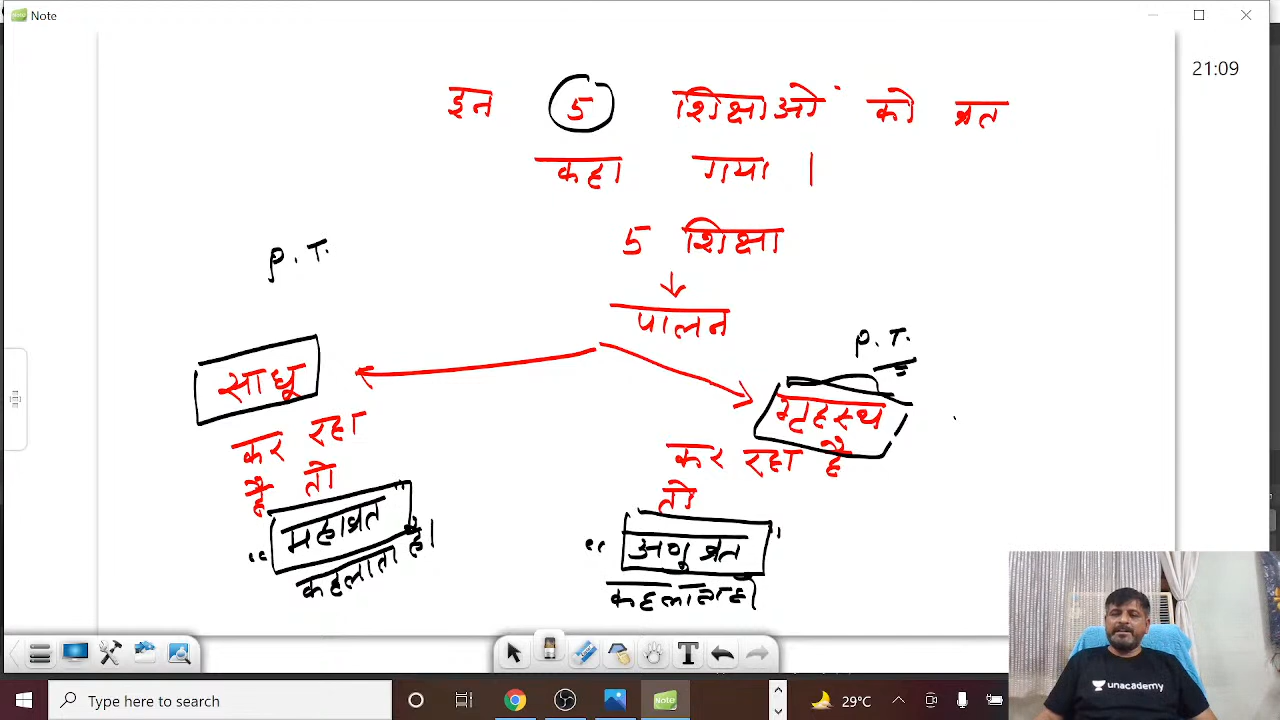 Note
21:09
इन 5 शिक्षाओं को व्रत
कहा गया |
5 शिक्षा
P. T.
पालन
P. T.
साधु
गृहस्थ
कर रहा
है तो
कर रहा है
तो
"महाव्रत"
कहलाता है।
"अणुव्रत"
कहलाता है।
unacademy
Type here to search
29°C
Note